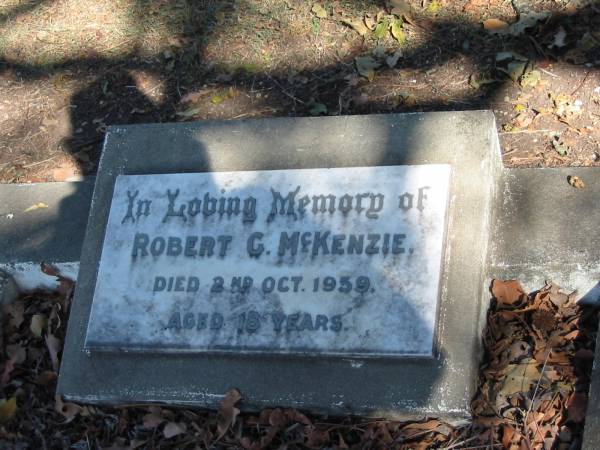 In Loving Memory of
ROBERT G. McKENZIE.
DIED 2ND OCT. 1959.
AGED 18 YEARS.